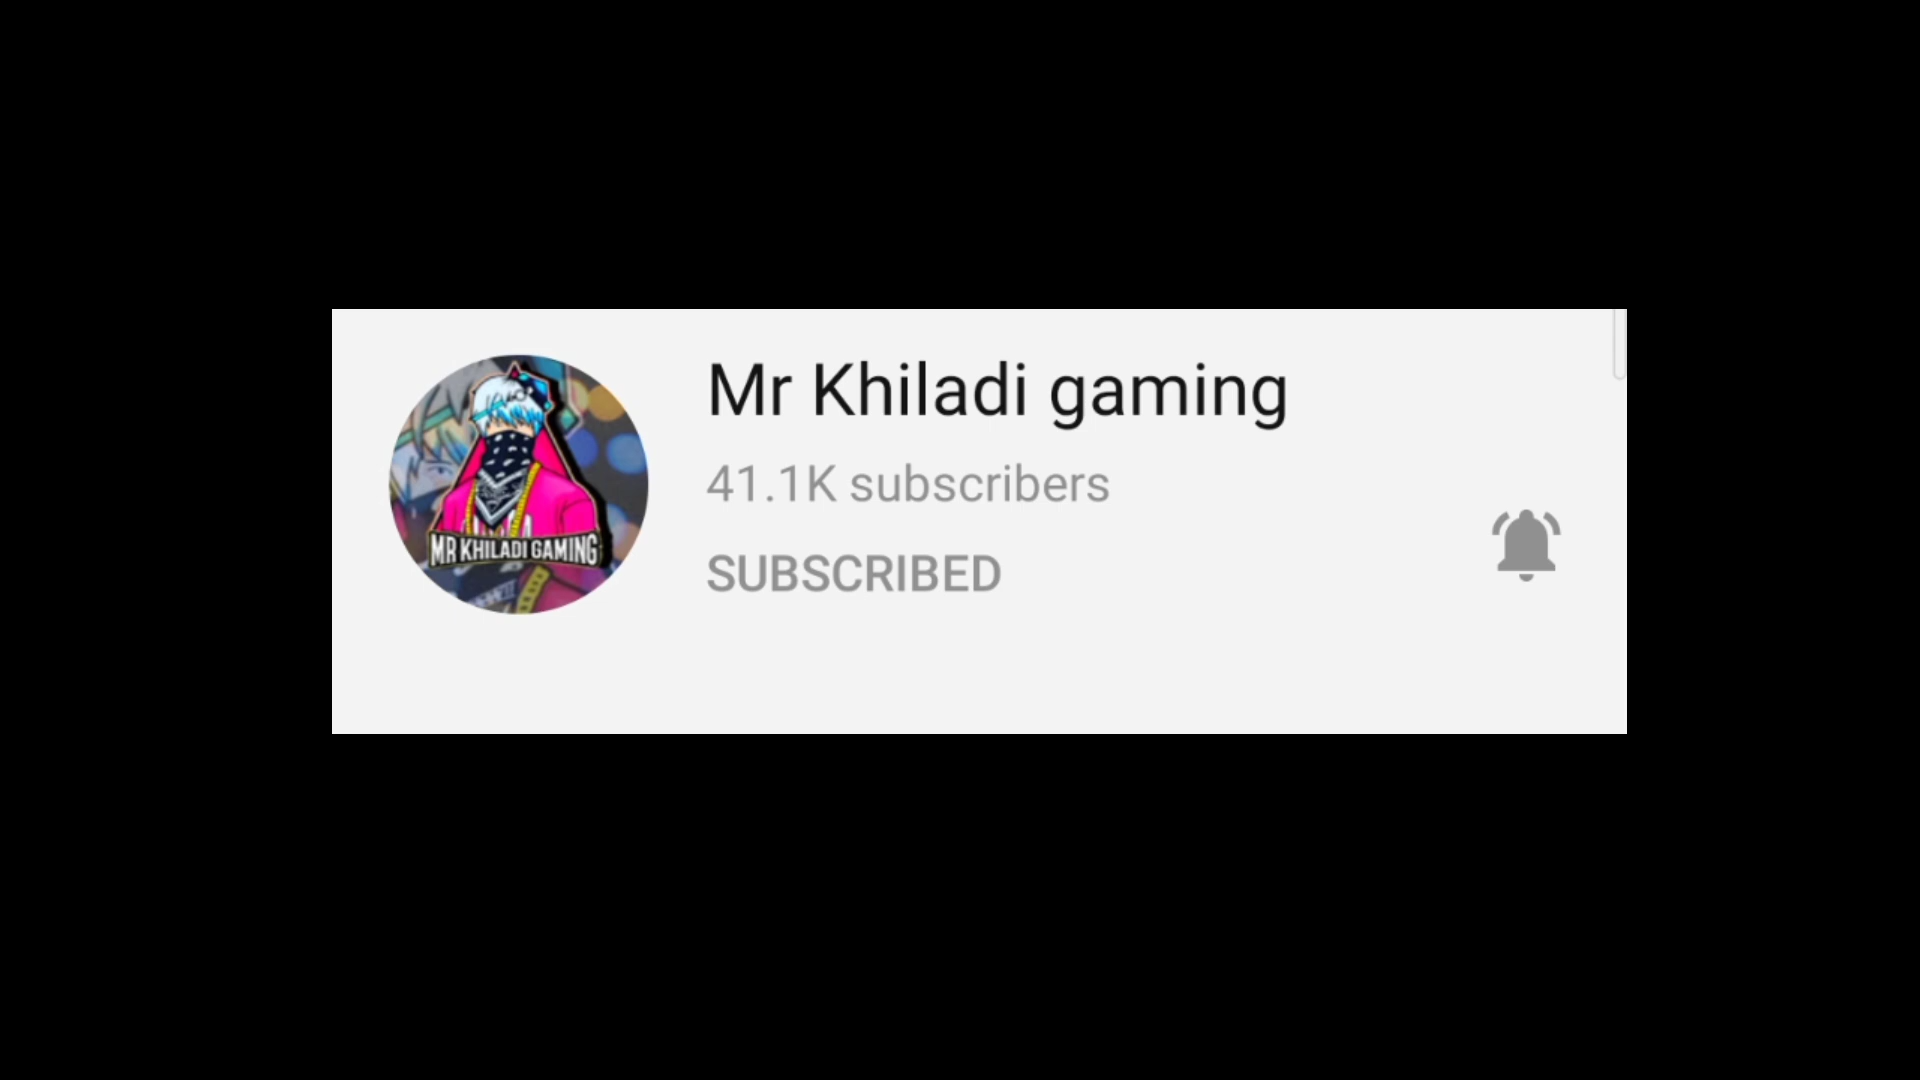 Mr Khiladi gaming
41.1K subscribers
SUBSCRIBED
MR KHILADI GAMING